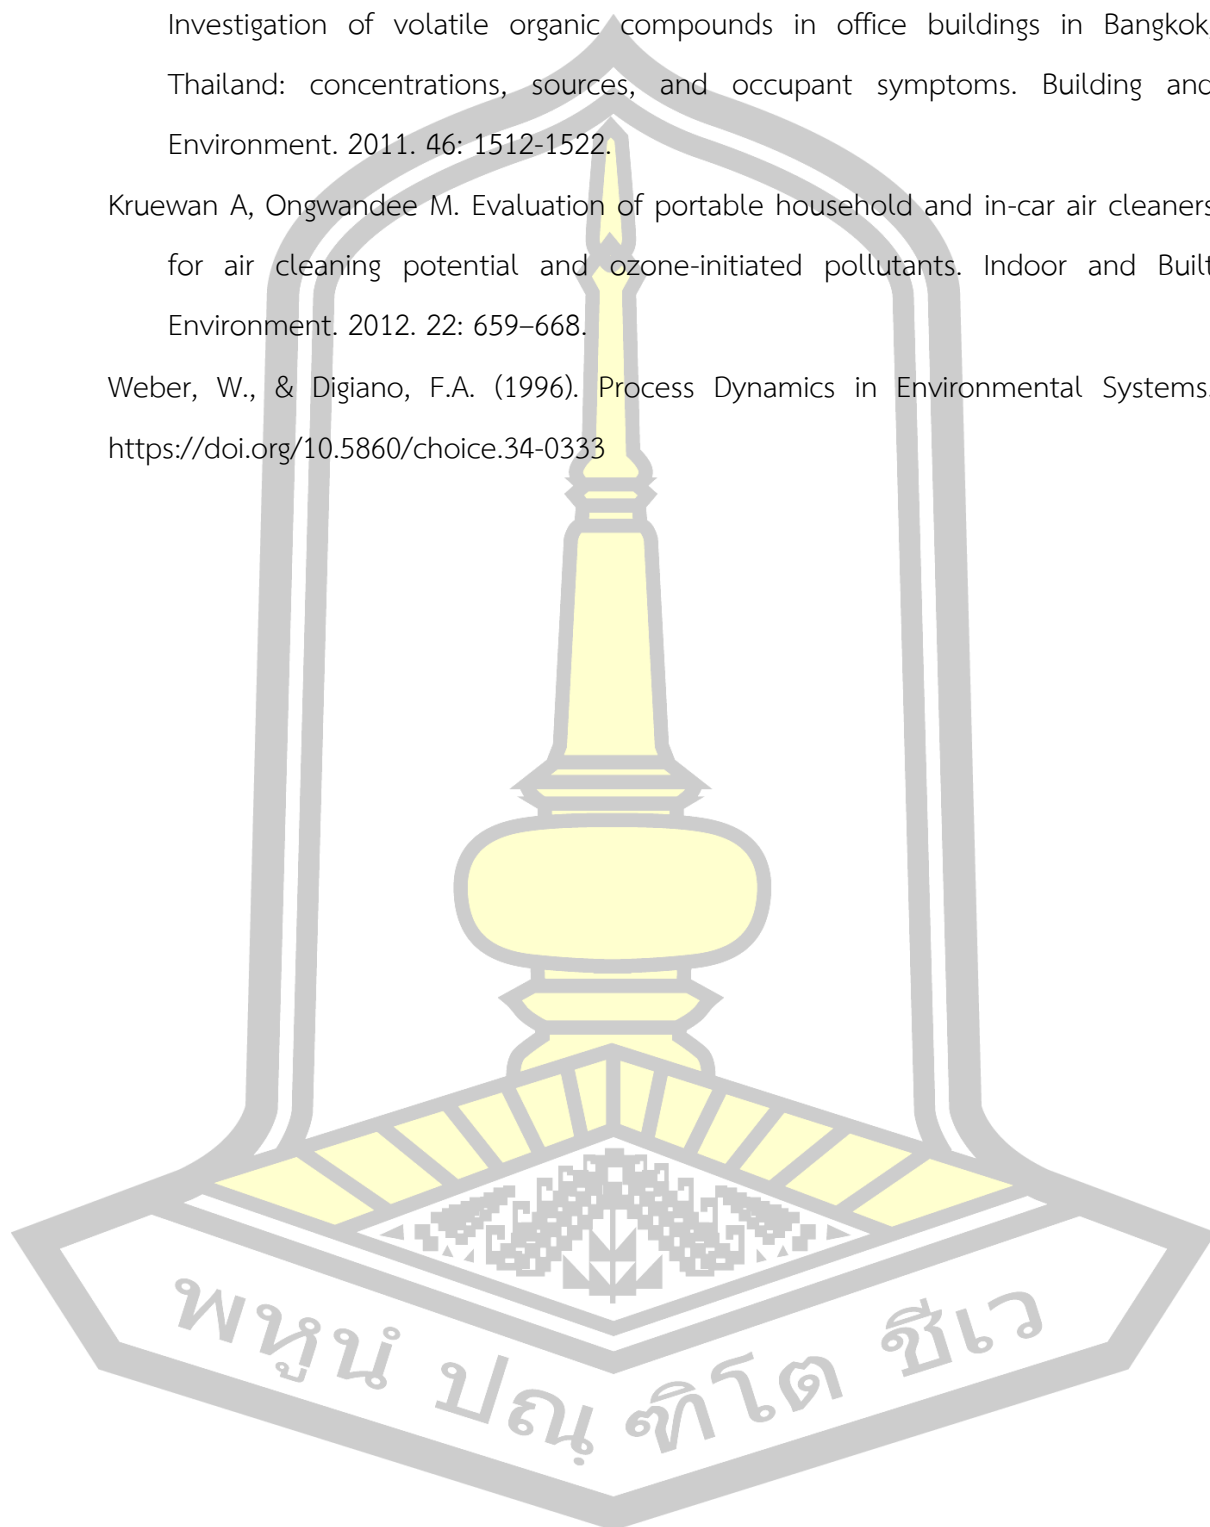 Investigation of volatile organic compounds in office buildings in Bangkok,
Thailand: concentrations, sources, and occupant symptoms. Building and
Environment. 2011. 46: 1512-1522.
Kruewan A, Ongwandee M. Evaluation of portable household and in-car air cleaners
for air cleaning potential and ozone-initiated pollutants. Indoor and Built
Environment. 2012. 22: 659–668.
Weber, W., & Digiano, F.A. (1996). Process Dynamics in Environmental Systems.
https://doi.org/10.5860/choice.34-0333
พหูนํ ปณฺฑิโต ชีเว